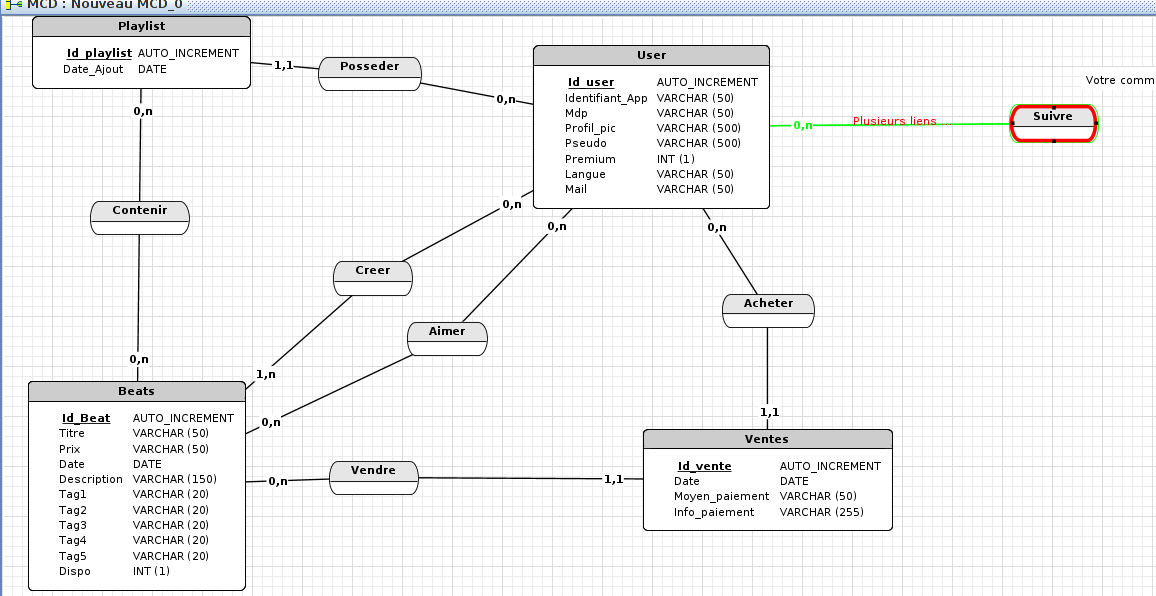 MCD : Nouveau MCD_0
Playlist
Id_playlist AUTO_INCREMENT
Date_Ajout DATE
1,1
Posseder
0,n
User
Id_user AUTO_INCREMENT
Identifiant_App VARCHAR (50)
Mdp VARCHAR (50)
Profil_pic VARCHAR (500)
Pseudo VARCHAR (500)
Premium INT (1)
Langue VARCHAR (50)
Mail VARCHAR (50)
Votre comm
0,n
Plusieurs liens ...
Suivre
0,n
Contenir
0,n
0,n
Creer
1,n
0,n
Aimer
0,n
0,n
Acheter
1,1
Beats
Id_Beat AUTO_INCREMENT
Titre VARCHAR (50)
Prix VARCHAR (50)
Date DATE
Description VARCHAR (150)
Tag1 VARCHAR (20)
Tag2 VARCHAR (20)
Tag3 VARCHAR (20)
Tag4 VARCHAR (20)
Tag5 VARCHAR (20)
Dispo INT (1)
0,n
Vendre
1,1
Ventes
Id_vente AUTO_INCREMENT
Date DATE
Moyen_paiement VARCHAR (50)
Info_paiement VARCHAR (255)